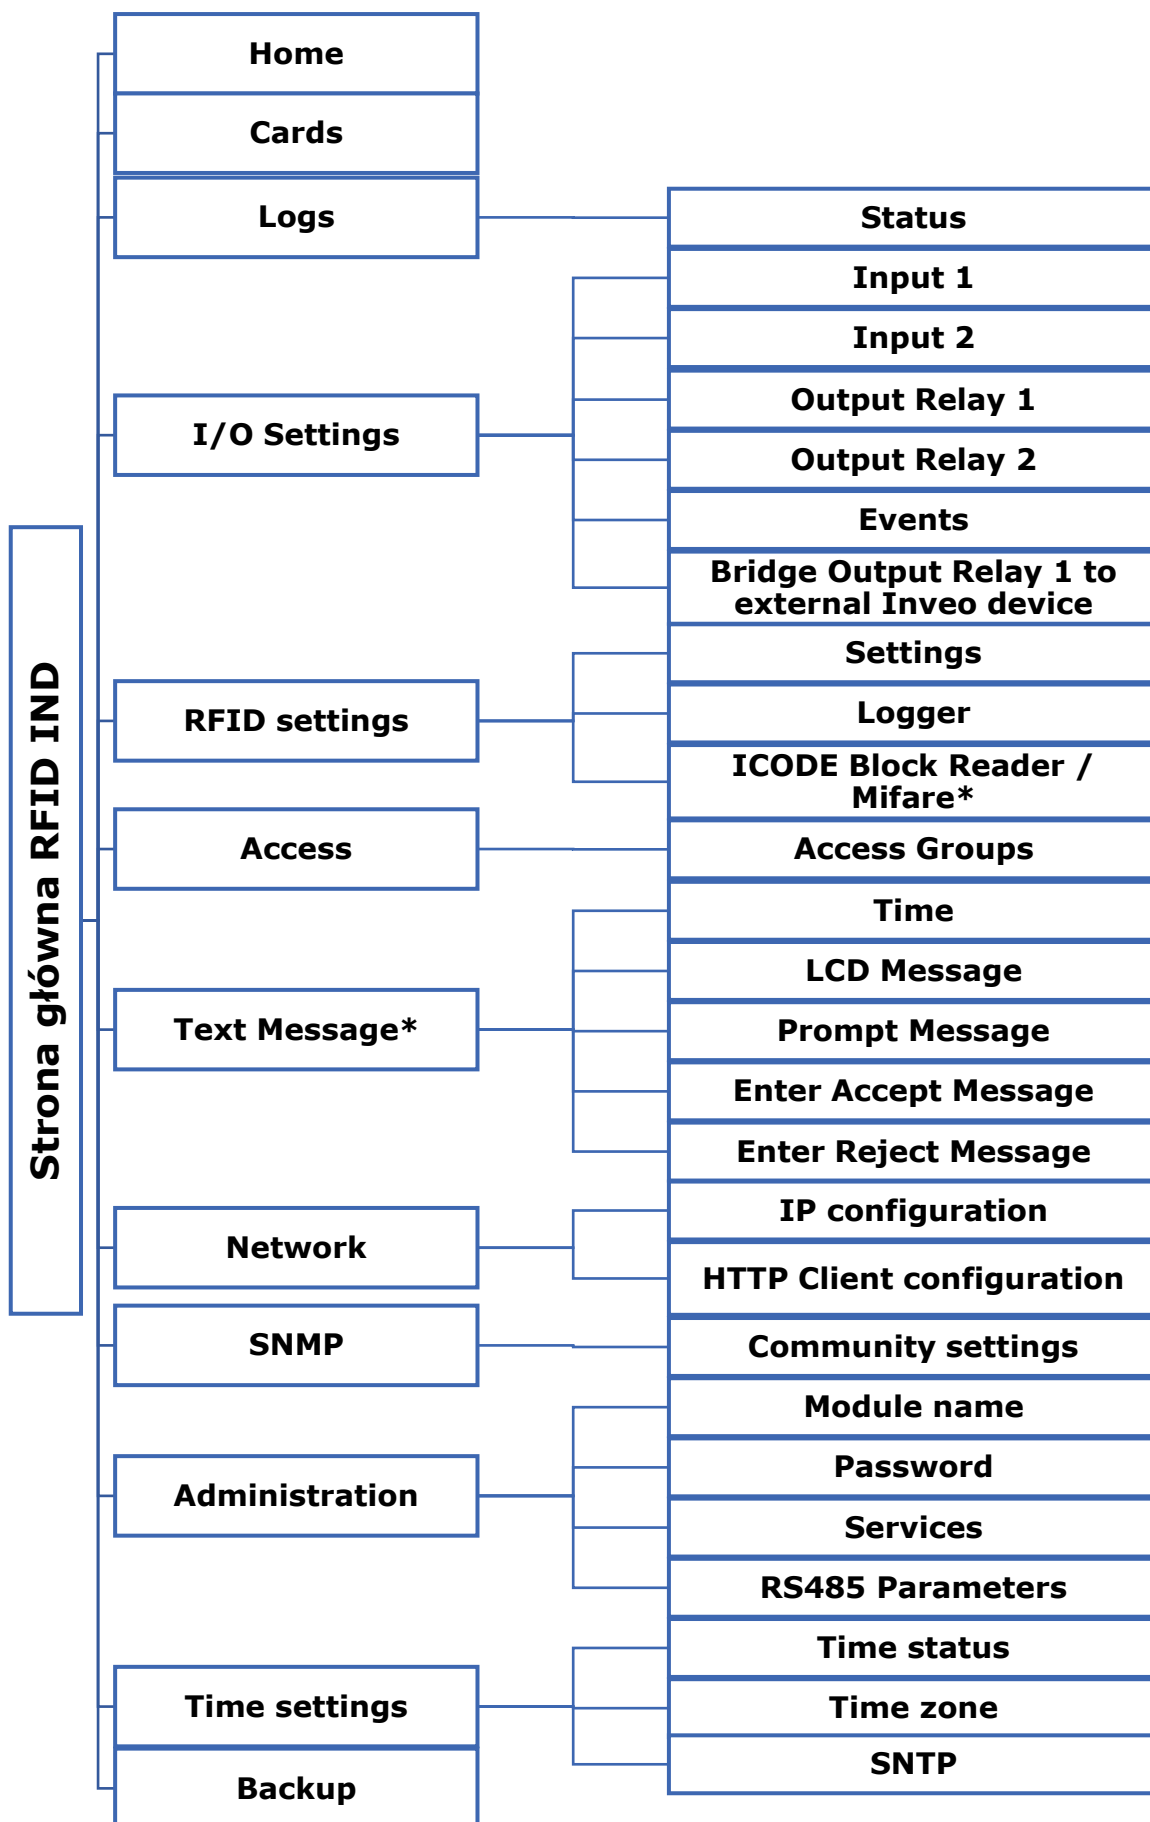 Strona główna RFID IND
Home
Cards
Logs
Status
I/O Settings
Input 1
Input 2
Output Relay 1
Output Relay 2
Events
Bridge Output Relay 1 to
external Inveo device
RFID settings
Settings
Logger
ICODE Block Reader /
Mifare*
Access
Access Groups
Text Message*
Time
LCD Message
Prompt Message
Enter Accept Message
Enter Reject Message
Network
IP configuration
HTTP Client configuration
SNMP
Community settings
Administration
Module name
Password
Services
RS485 Parameters
Time settings
Time status
Time zone
SNTP
Backup